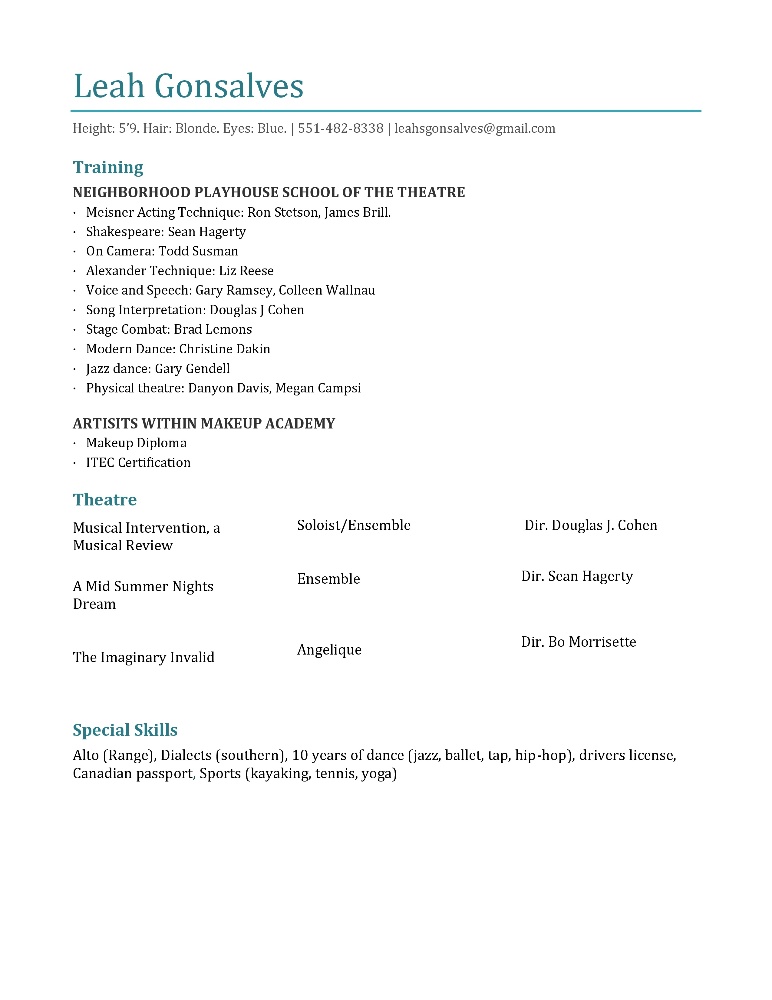 Leah Gonsalves
Height: 5’9. Hair: Blonde. Eyes: Blue. | 551-482-8338 | leahsgonsalves@gmail.com
Training
NEIGHBORHOOD PLAYHOUSE SCHOOL OF THE THEATRE
· Meisner Acting Technique: Ron Stetson, James Brill.
· Shakespeare: Sean Hagerty
· On Camera: Todd Susman
· Alexander Technique: Liz Reese
· Voice and Speech: Gary Ramsey, Colleen Wallnau
· Song Interpretation: Douglas J Cohen
· Stage Combat: Brad Lemons
· Modern Dance: Christine Dakin
· Jazz dance: Gary Gendell
· Physical theatre: Danyon Davis, Megan Campsi
ARTISITS WITHIN MAKEUP ACADEMY
· Makeup Diploma
· ITEC Certification
Theatre
Musical Intervention, a Soloist/Ensemble Dir. Douglas J. Cohen
Musical Review
A Mid Summer Nights Ensemble Dir. Sean Hagerty
Dream
The Imaginary Invalid Angelique Dir. Bo Morrisette
Special Skills
Alto (Range), Dialects (southern), 10 years of dance (jazz, ballet, tap, hip-hop), drivers license,
Canadian passport, Sports (kayaking, tennis, yoga)